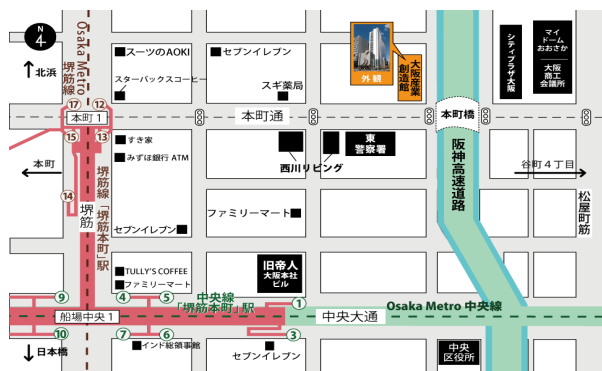 N
4
北浜
Osaka Metro
堺筋線
スーツのAOKI
セブンイレブン
スターバックスコーヒー
スギ薬局
外観
大阪産業
創造館
シティプラザ大阪
マイ
ドーム
おおさか
大阪
商工
会議所
⑰
⑫
本町1
本町通
本町橋
⑮
⑬
すき家
みずほ銀行 ATM
西川リビング
東
警察署
阪神高速道路
谷町4丁目
本町
⑭
堺筋
堺筋線「堺筋本町」駅
ファミリーマート
セブンイレブン
松屋町筋
TULLY'S COFFEE
ファミリーマート
旧帝人
大阪本社
ビル
⑨
④
⑤
中央線
「堺筋本町」駅
①
Osaka Metro 中央線
船場中央1
中央大通
⑩
⑦
⑥
③
日本橋
インド総領事館
セブンイレブン
中央
区役所